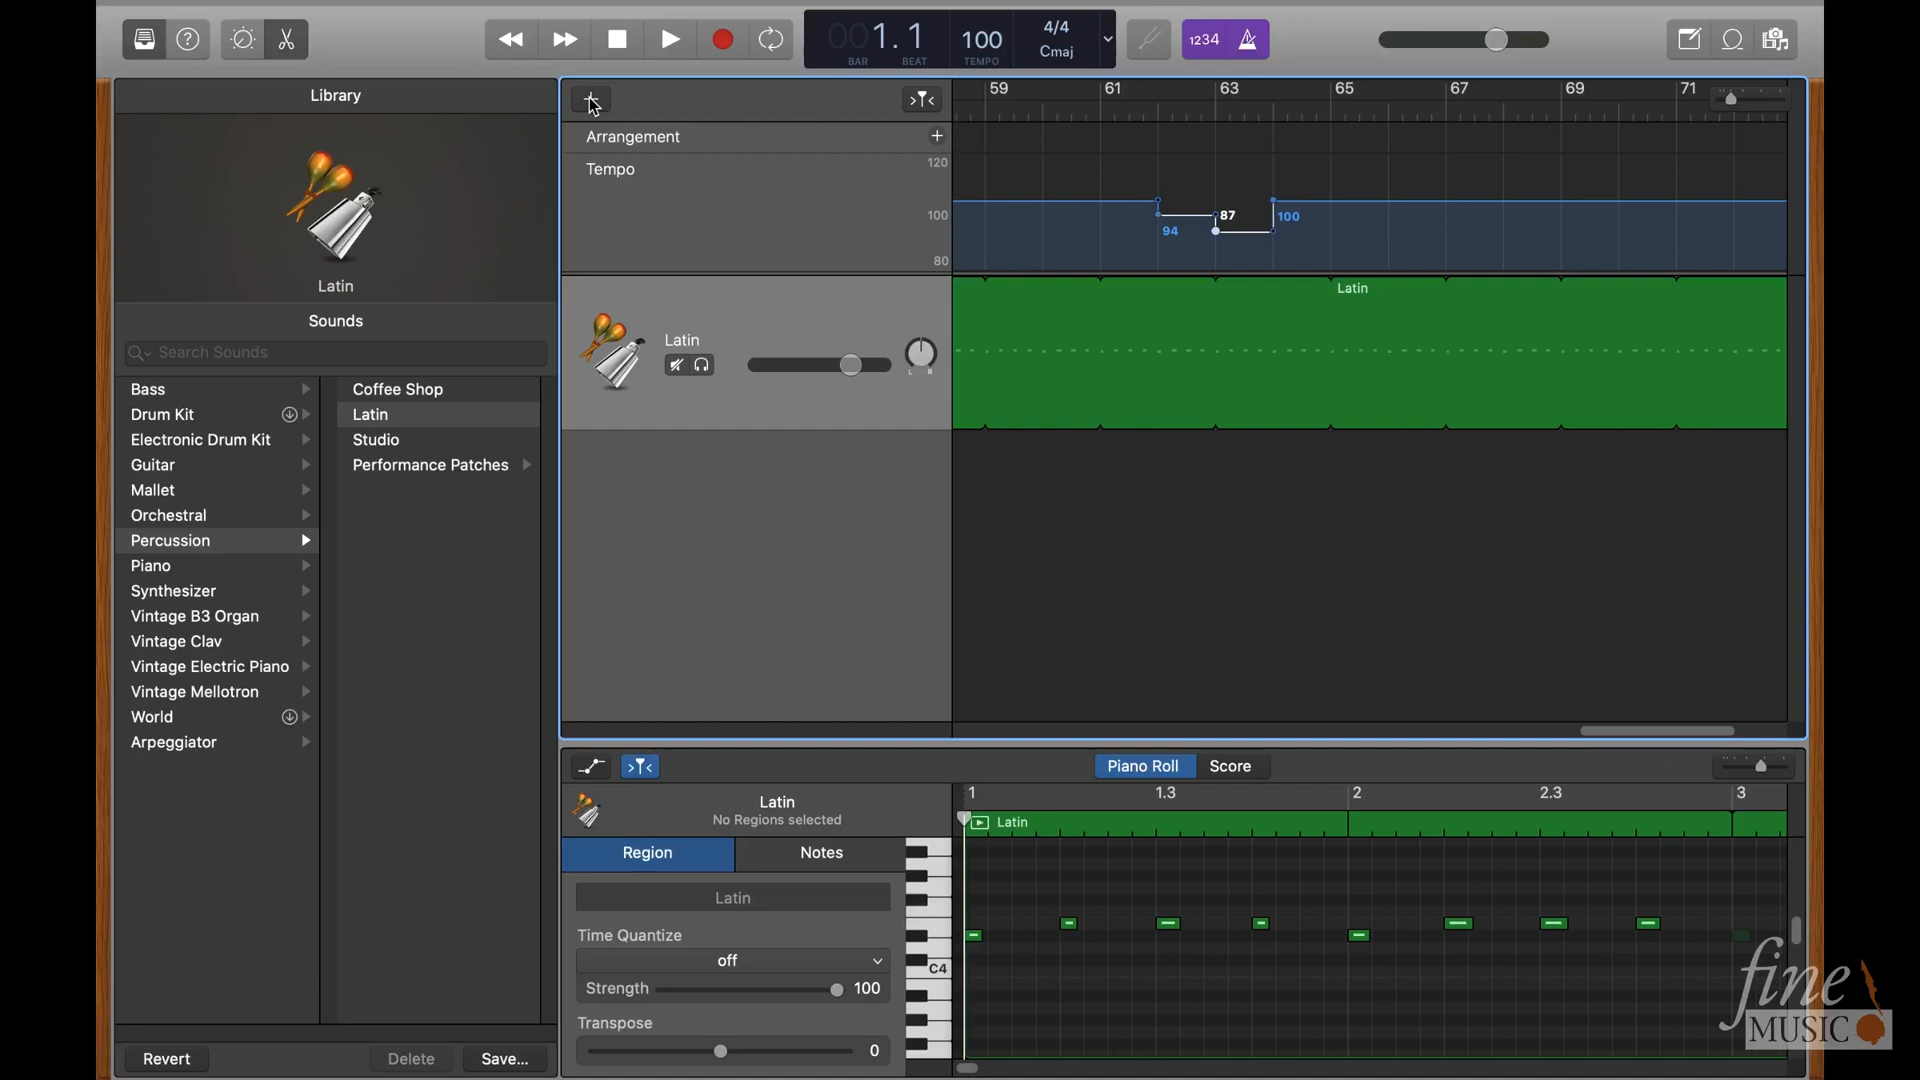 001.1
BAR
BEAT
100
TEMPO
4/4
Cmaj
1234
Library
Latin
Sounds
Search Sounds
Bass
Drum Kit
Electronic Drum Kit
Guitar
Mallet
Orchestral
Percussion
Piano
Synthesizer
Vintage B3 Organ
Vintage Clav
Vintage Electric Piano
Vintage Mellotron
World
Arpeggiator
Coffee Shop
Latin
Studio
Performance Patches
Revert
Delete
Save...
59
61
63
65
67
69
71
Arrangement
Tempo
120
100
80
94
87
100
Latin
L R
Latin
Piano Roll
Score
Latin
No Regions selected
Region
Notes
Latin
Time Quantize
off
Strength
100
Transpose
0
1
1.3
2
2.3
3
Latin
C4
fine
MUSIC